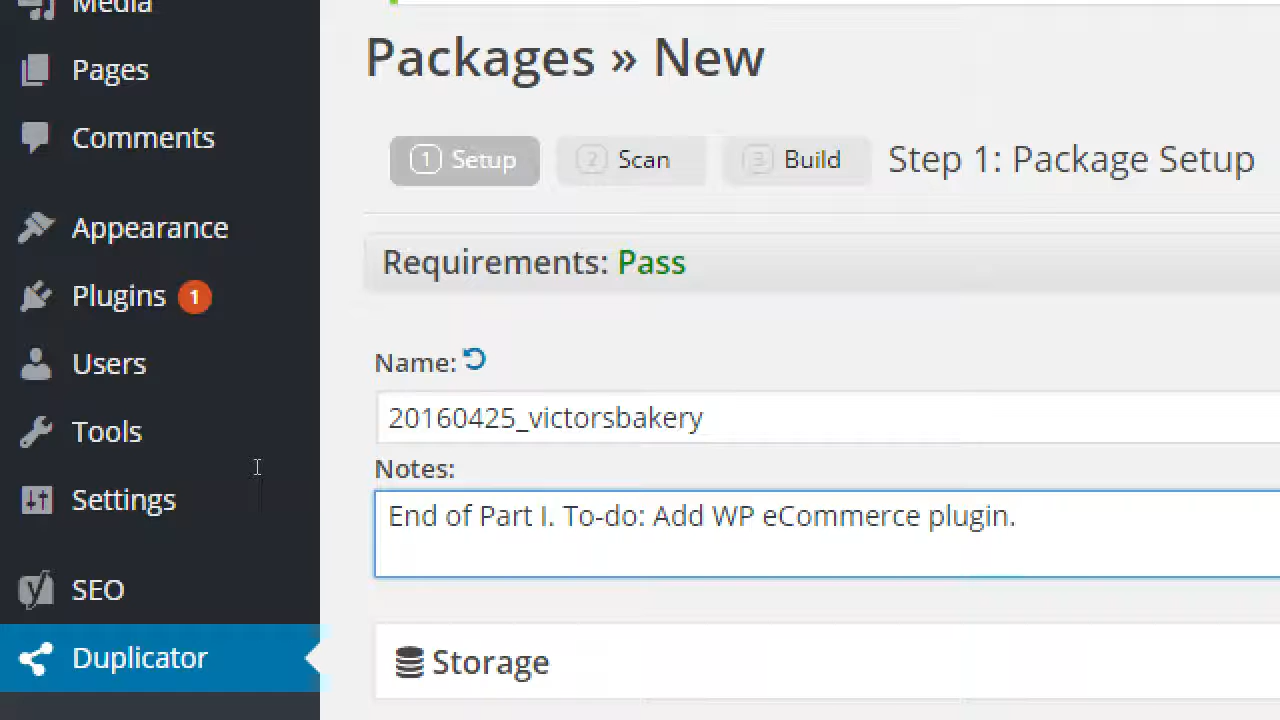 Media
Pages
Comments
Appearance
Plugins 1
Users
Tools
Settings
SEO
Duplicator
Packages » New
1 Setup 2 Scan 3 Build Step 1: Package Setup
Requirements: Pass
Name:
20160425_victorsbakery
Notes:
End of Part I. To-do: Add WP eCommerce plugin.
Storage